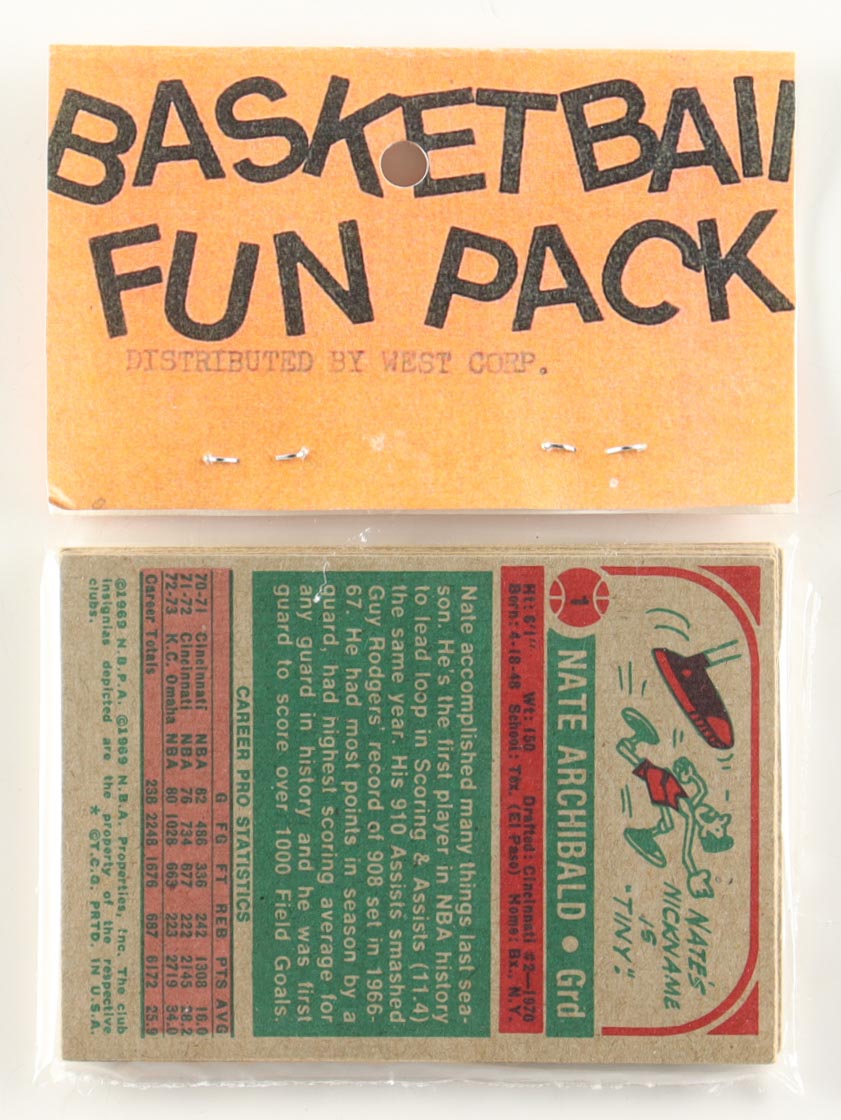 BASKETBALL
FUN PACK
DISTRIBUTED BY WEST CORP.
NATE'S
NICKNAME
IS
"TINY."
1
NATE ARCHIBALD • Grd
Ht: 6'1" Wt: 150 Drafted: Cincinnati #2—1970
Born: 4-18-48 School: Tex. (El Paso) Home: Bx., N.Y.
Nate accomplished many things last sea-
son. He's the first player in NBA history
to lead loop in Scoring & Assists (11.4)
the same year. His 910 Assists smashed
Guy Rodgers' record of 908 set in 1966-
67. He had most points in season by a
guard, had highest scoring average for
any guard in history and he was first
guard to score over 1000 Field Goals.
CAREER PRO STATISTICS
G FG FT REB PTS AVG
70-71 Cincinnati NBA 82 486 336 242 1308 16.0
71-72 Cincinnati NBA 76 734 677 222 2145 28.2
72-73 K.C. Omaha NBA 80 1028 663 223 2719 34.0
Career Totals 238 2248 1676 687 6172 25.9
©1969 N.B.P.A. ©1969 N.B.A. Properties, Inc. The club
insignias depicted are the property of the respective
clubs. * ©T.C.G. PRTD. IN U.S.A.